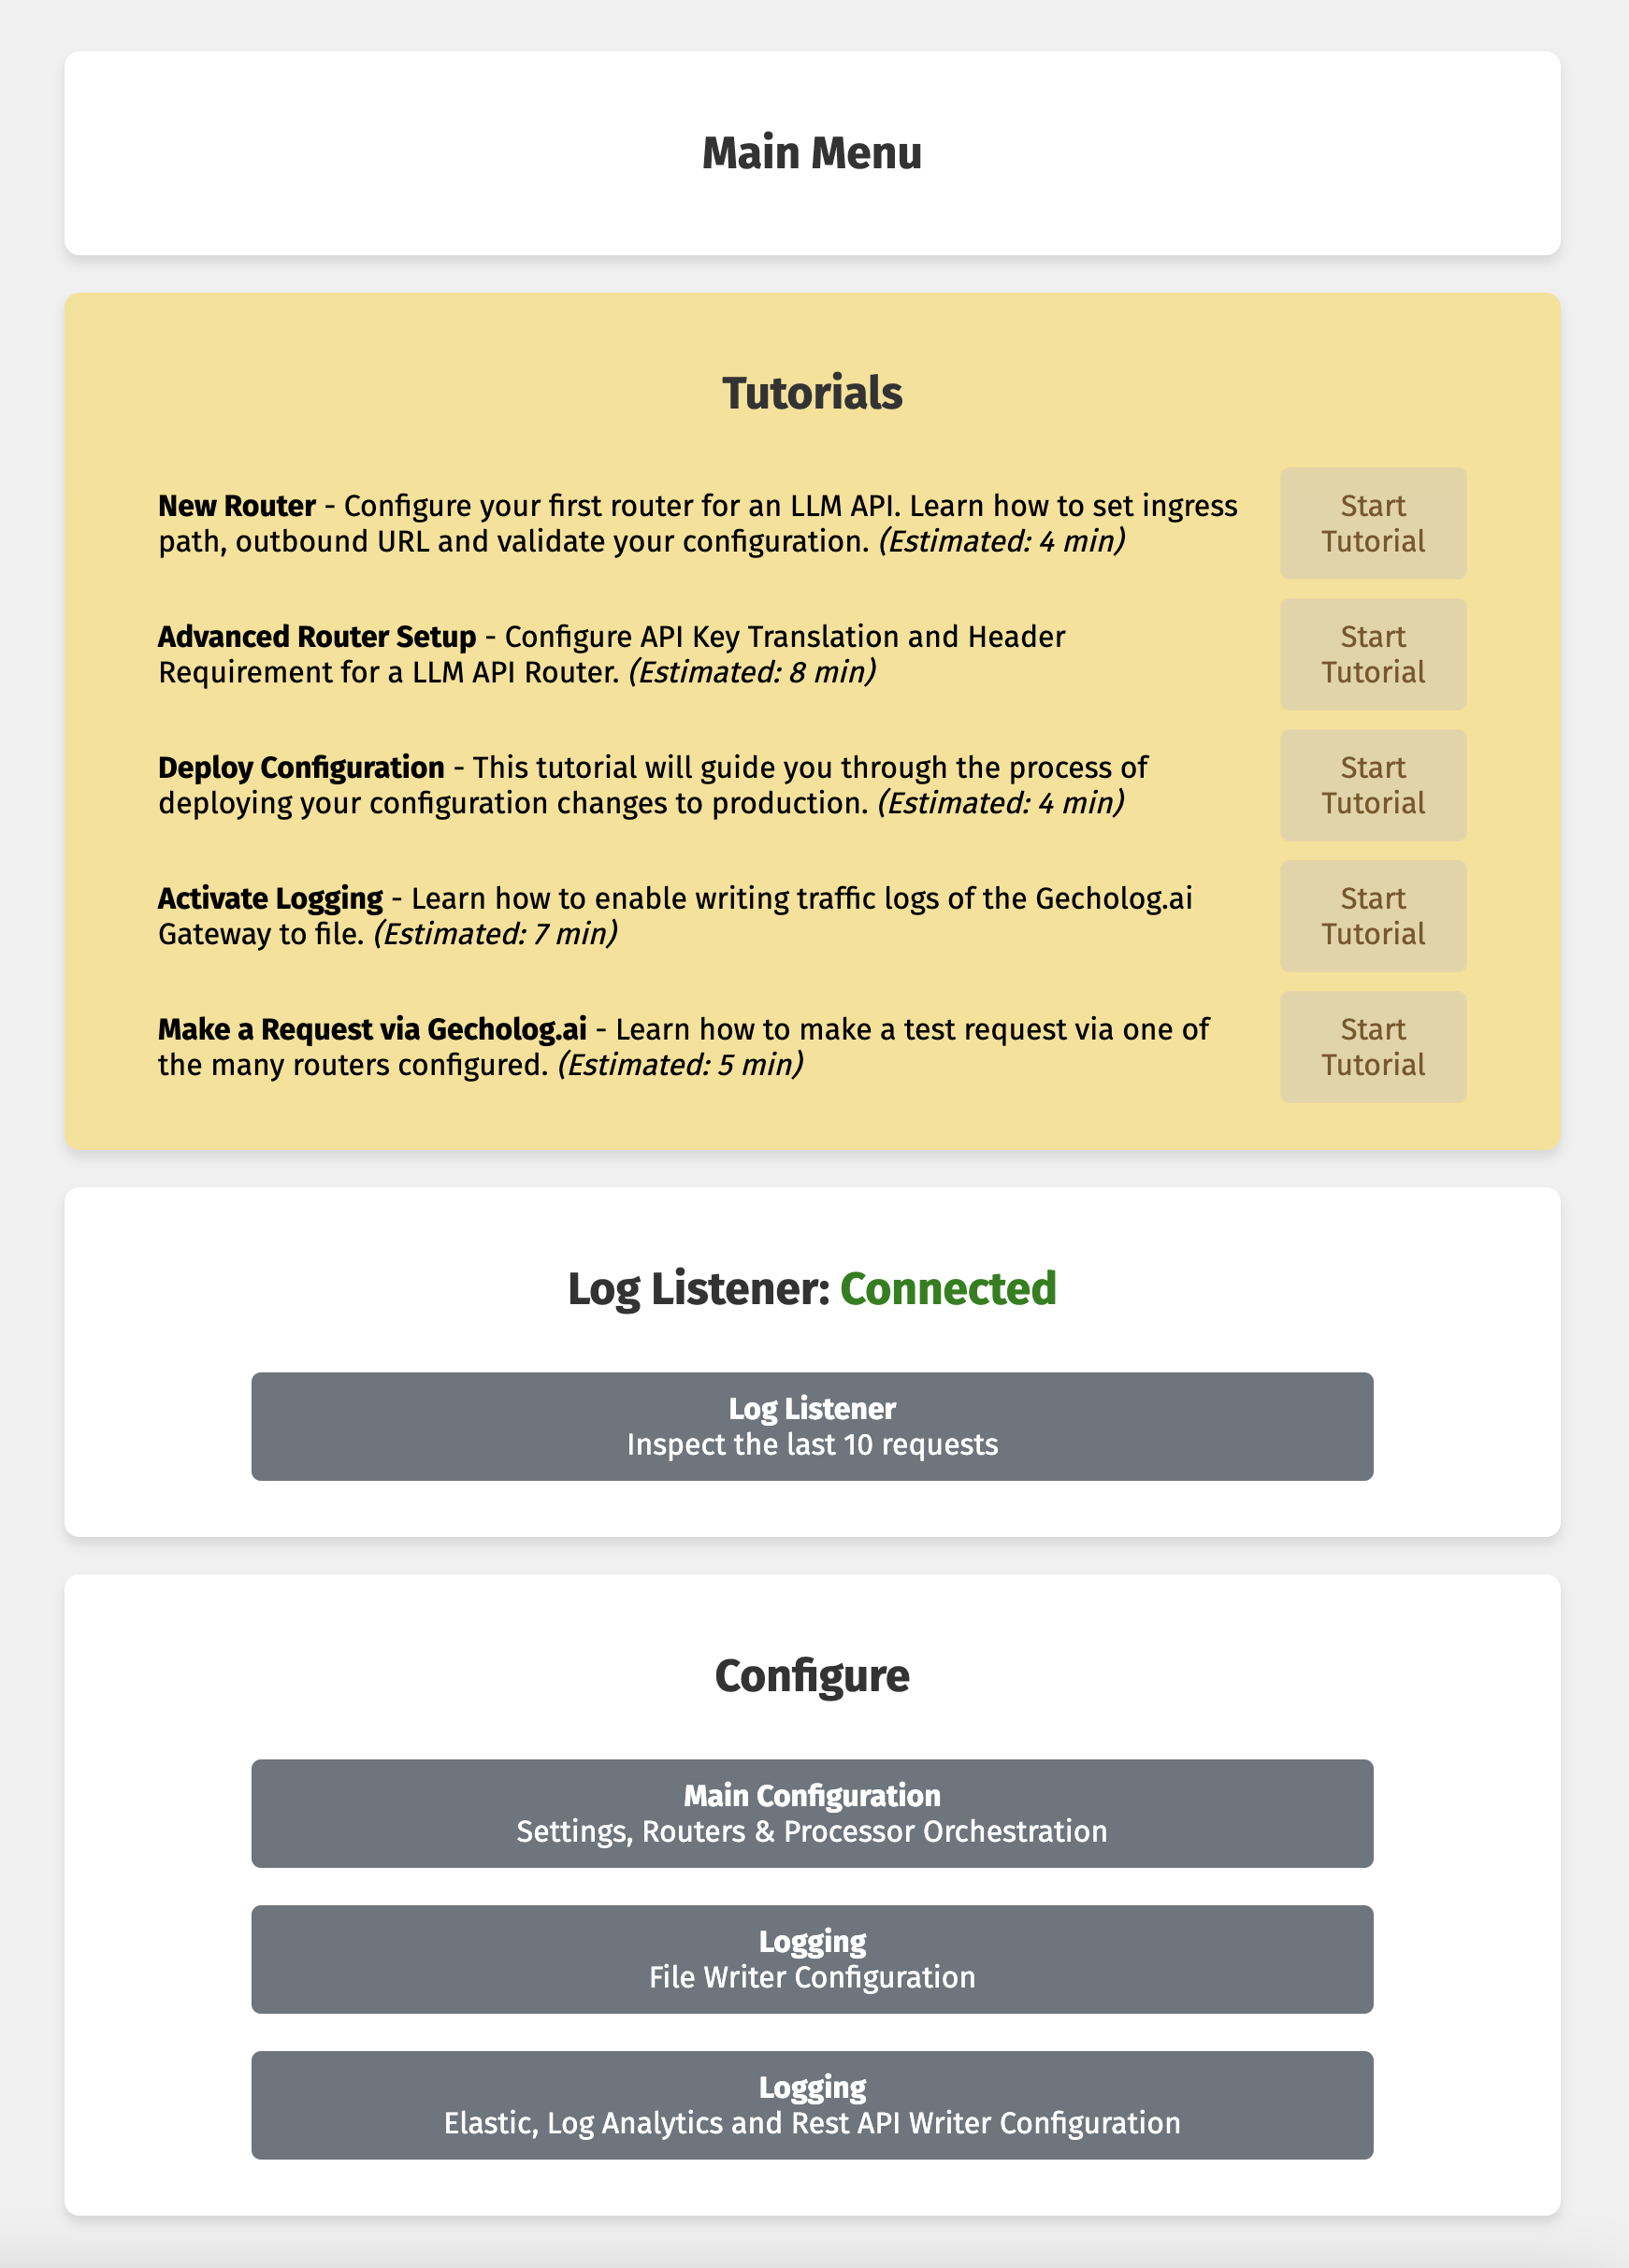 Main Menu
Tutorials
New Router - Configure your first router for an LLM API. Learn how to set ingress
path, outbound URL and validate your configuration. (Estimated: 4 min)
Start
Tutorial
Advanced Router Setup - Configure API Key Translation and Header
Requirement for a LLM API Router. (Estimated: 8 min)
Start
Tutorial
Deploy Configuration - This tutorial will guide you through the process of
deploying your configuration changes to production. (Estimated: 4 min)
Start
Tutorial
Activate Logging - Learn how to enable writing traffic logs of the Gecholog.ai
Gateway to file. (Estimated: 7 min)
Start
Tutorial
Make a Request via Gecholog.ai - Learn how to make a test request via one of
the many routers configured. (Estimated: 5 min)
Start
Tutorial
Log Listener: Connected
Log Listener
Inspect the last 10 requests
Configure
Main Configuration
Settings, Routers & Processor Orchestration
Logging
File Writer Configuration
Logging
Elastic, Log Analytics and Rest API Writer Configuration